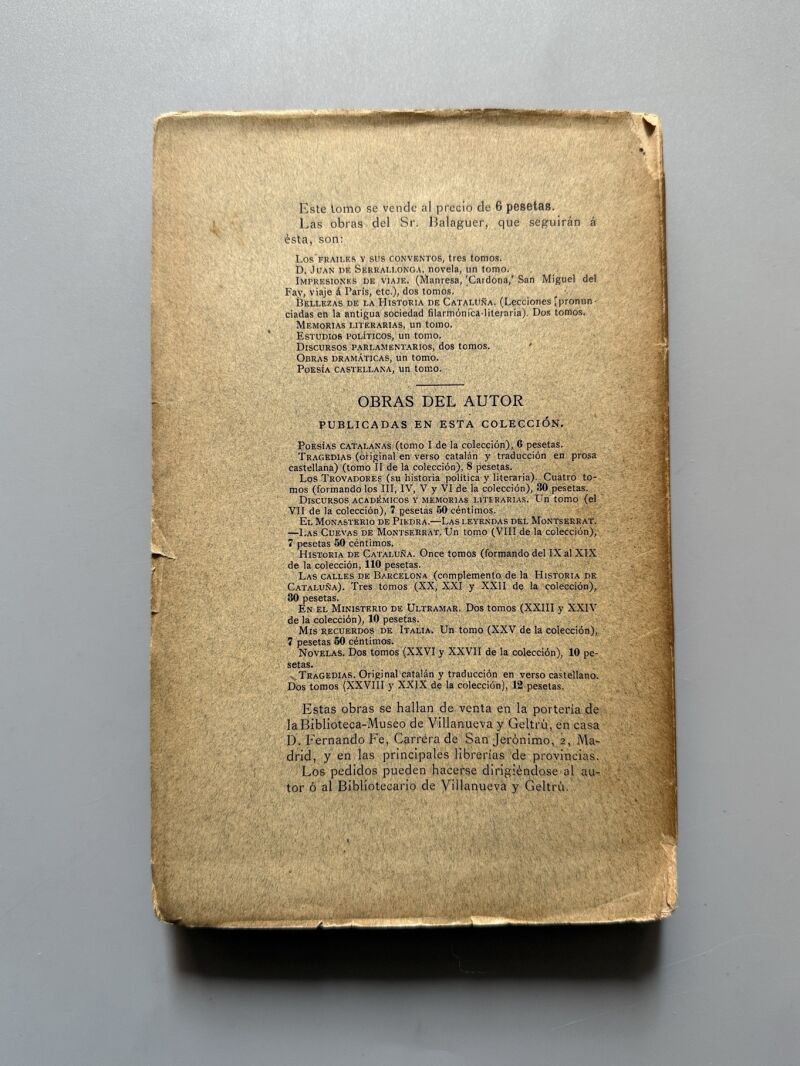 Este tomo se vende al precio de 6 pesetas.
Las obras del Sr. Balaguer, que seguirán á
ésta, son:
LOS FRAILES Y SUS CONVENTOS, tres tomos.
D. JUAN DE SERRALLONGA, novela, un tomo.
IMPRESIONES DE VIAJE. (Manresa, Cardona, San Miguel del
Fay, viaje á París, etc.), dos tomos.
BELLEZAS DE LA HISTORIA DE CATALUÑA. (Lecciones pronun-
ciadas en la antigua sociedad filarmónica-literaria). Dos tomos.
MEMORIAS LITERARIAS, un tomo.
ESTUDIOS POLÍTICOS, un tomo.
DISCURSOS PARLAMENTARIOS, dos tomos.
OBRAS DRAMÁTICAS, un tomo.
POESÍA CASTELLANA, un tomo.
OBRAS DEL AUTOR
PUBLICADAS EN ESTA COLECCIÓN.
POESÍAS CATALANAS (tomo I de la colección), 6 pesetas.
TRAGEDIAS (original en verso catalán y traducción en prosa
castellana) (tomo II de la colección), 8 pesetas.
LOS TROVADORES (su historia política y literaria). Cuatro to-
mos (formando los III, IV, V y VI de la colección), 30 pesetas.
DISCURSOS ACADÉMICOS Y MEMORIAS LITERARIAS. Un tomo (el
VII de la colección), 7 pesetas 50 céntimos.
EL MONASTERIO DE PIEDRA.—LAS LEYENDAS DEL MONTSERRAT.
—LAS CUEVAS DE MONTSERRAT. Un tomo (VIII de la colección),
7 pesetas 50 céntimos.
HISTORIA DE CATALUÑA. Once tomos (formando del IX al XIX
de la colección, 110 pesetas.
LAS CALLES DE BARCELONA (complemento de la HISTORIA DE
CATALUÑA). Tres tomos (XX, XXI y XXII de la colección),
30 pesetas.
EN EL MINISTERIO DE ULTRAMAR. Dos tomos (XXIII y XXIV
de la colección), 10 pesetas.
MIS RECUERDOS DE ITALIA. Un tomo (XXV de la colección),
7 pesetas 50 céntimos.
NOVELAS. Dos tomos (XXVI y XXVII de la colección), 10 pe-
setas.
TRAGEDIAS. Original catalán y traducción en verso castellano.
Dos tomos (XXVIII y XXIX de la colección), 12 pesetas.
Estas obras se hallan de venta en la portería de
la Biblioteca-Museo de Villanueva y Geltrú, en casa
D. Fernando Fe, Carrera de San Jerónimo, 2, Ma-
drid, y en las principales librerías de provincias.
Los pedidos pueden hacerse dirigiéndose al au-
tor ó al Bibliotecario de Villanueva y Geltrú.